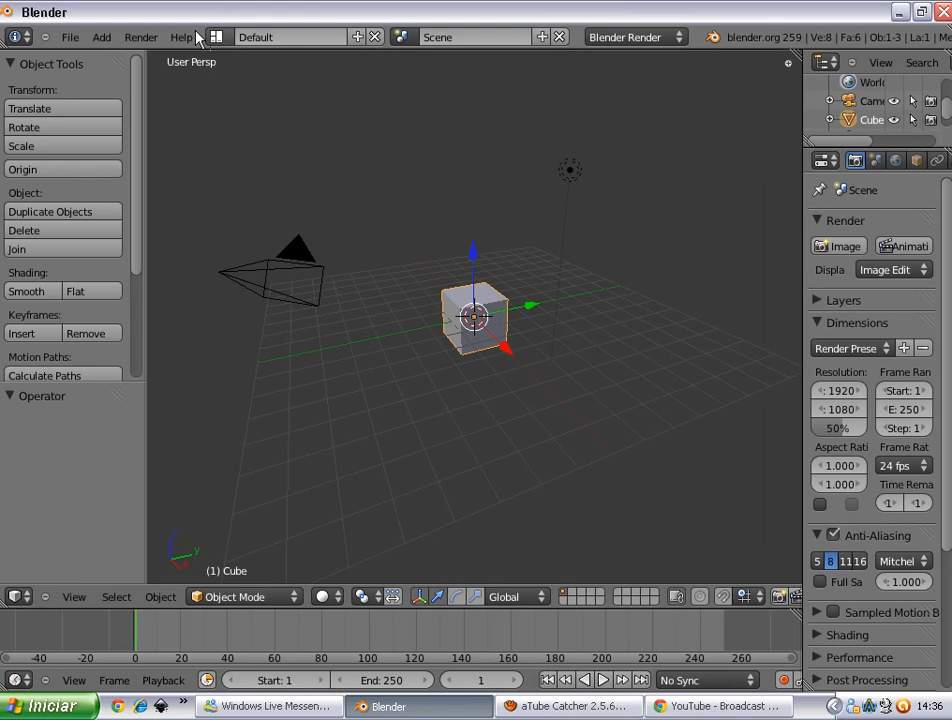 Blender
File Add Render Help Default Scene Blender Render blender.org 259 | Ve:8 | Fa:6 | Ob:1-3 | La:1 | Me
Object Tools
Transform:
Translate
Rotate
Scale
Origin
Object:
Duplicate Objects
Delete
Join
Shading:
Smooth Flat
Keyframes:
Insert Remove
Motion Paths:
Calculate Paths
Operator
User Persp
(1) Cube
View Search
World
Came
Cube
Scene
Render
Image Animati
Displa Image Edit
Layers
Dimensions
Render Prese
Resolution: Frame Ran
: 1920 Start: 1
: 1080 E: 250
50% Step: 1
Aspect Rati Frame Rat
1.000 24 fps
1.000 Time Rema
1 1
Anti-Aliasing
5 8 11 16 Mitchel
Full Sa : 1.000
Sampled Motion B
Shading
Performance
Post Processing
View Select Object Object Mode Global
-40 -20 0 20 40 60 80 100 120 140 160 180 200 220 240 260
View Frame Playback Start: 1 End: 250 1 No Sync
Iniciar Windows Live Messen... Blender aTube Catcher 2.5.6... YouTube - Broadcast ... 14:36